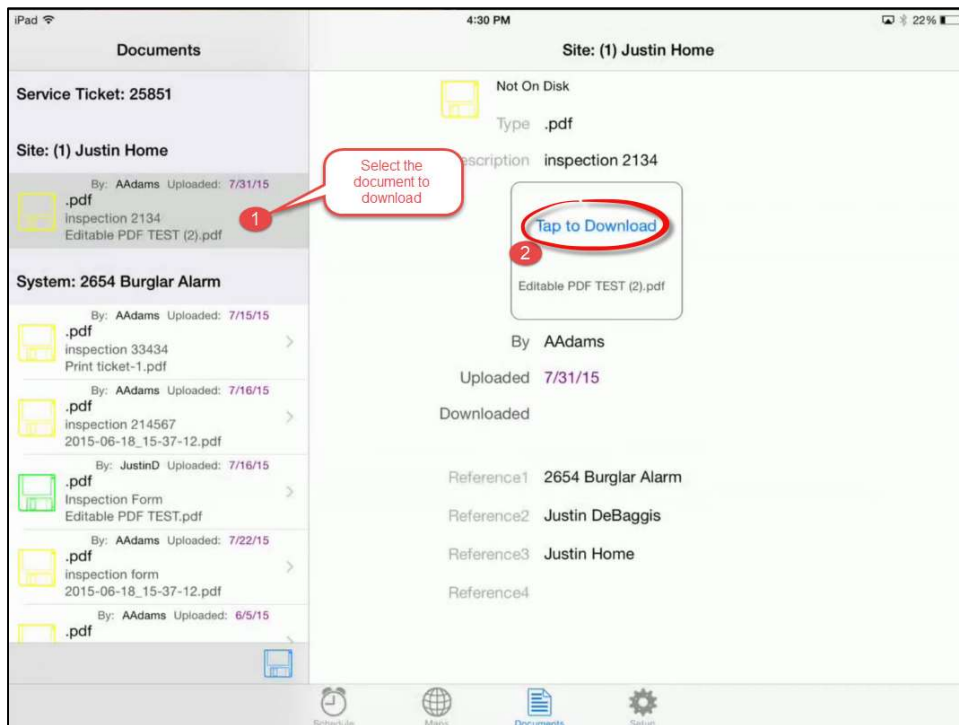 iPad
4:30 PM
22%
Documents
Site: (1) Justin Home
Service Ticket: 25851
Site: (1) Justin Home
By: AAdams Uploaded: 7/31/15
.pdf
inspection 2134
Editable PDF TEST (2).pdf
1
Select the
document to
download
System: 2654 Burglar Alarm
By: AAdams Uploaded: 7/15/15
.pdf
inspection 33434
Print ticket-1.pdf
By: AAdams Uploaded: 7/16/15
.pdf
inspection 214567
2015-06-18_15-37-12.pdf
By: JustinD Uploaded: 7/16/15
.pdf
Inspection Form
Editable PDF TEST.pdf
By: AAdams Uploaded: 7/22/15
.pdf
inspection form
2015-06-18_15-37-12.pdf
By: AAdams Uploaded: 6/5/15
.pdf
Not On Disk
Type .pdf
escription inspection 2134
Tap to Download
2
Editable PDF TEST (2).pdf
By AAdams
Uploaded 7/31/15
Downloaded
Reference1 2654 Burglar Alarm
Reference2 Justin DeBaggis
Reference3 Justin Home
Reference4
Schedule Maps Documents Setup